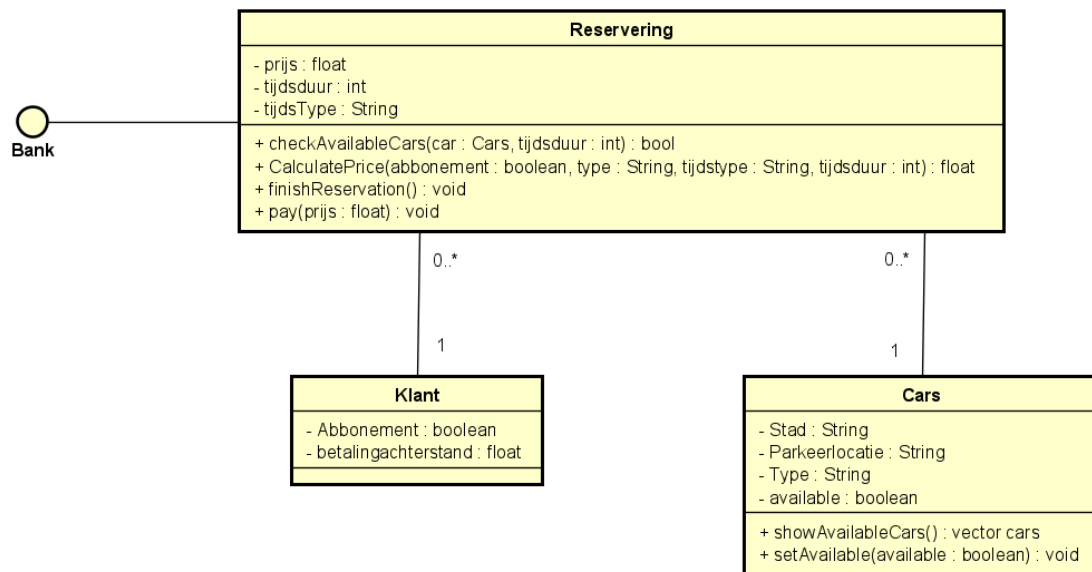 Reservering
- prijs : float
- tijdsduur : int
- tijdsType : String
+ checkAvailableCars(car : Cars, tijdsduur : int) : bool
+ CalculatePrice(abbonement : boolean, type : String, tijdstype : String, tijdsduur : int) : float
+ finishReservation() : void
+ pay(prijs : float) : void
Bank
0..*
0..*
1
1
Klant
- Abbonement : boolean
- betalingachterstand : float
Cars
- Stad : String
- Parkeerlocatie : String
- Type : String
- available : boolean
+ showAvailableCars() : vector cars
+ setAvailable(available : boolean) : void